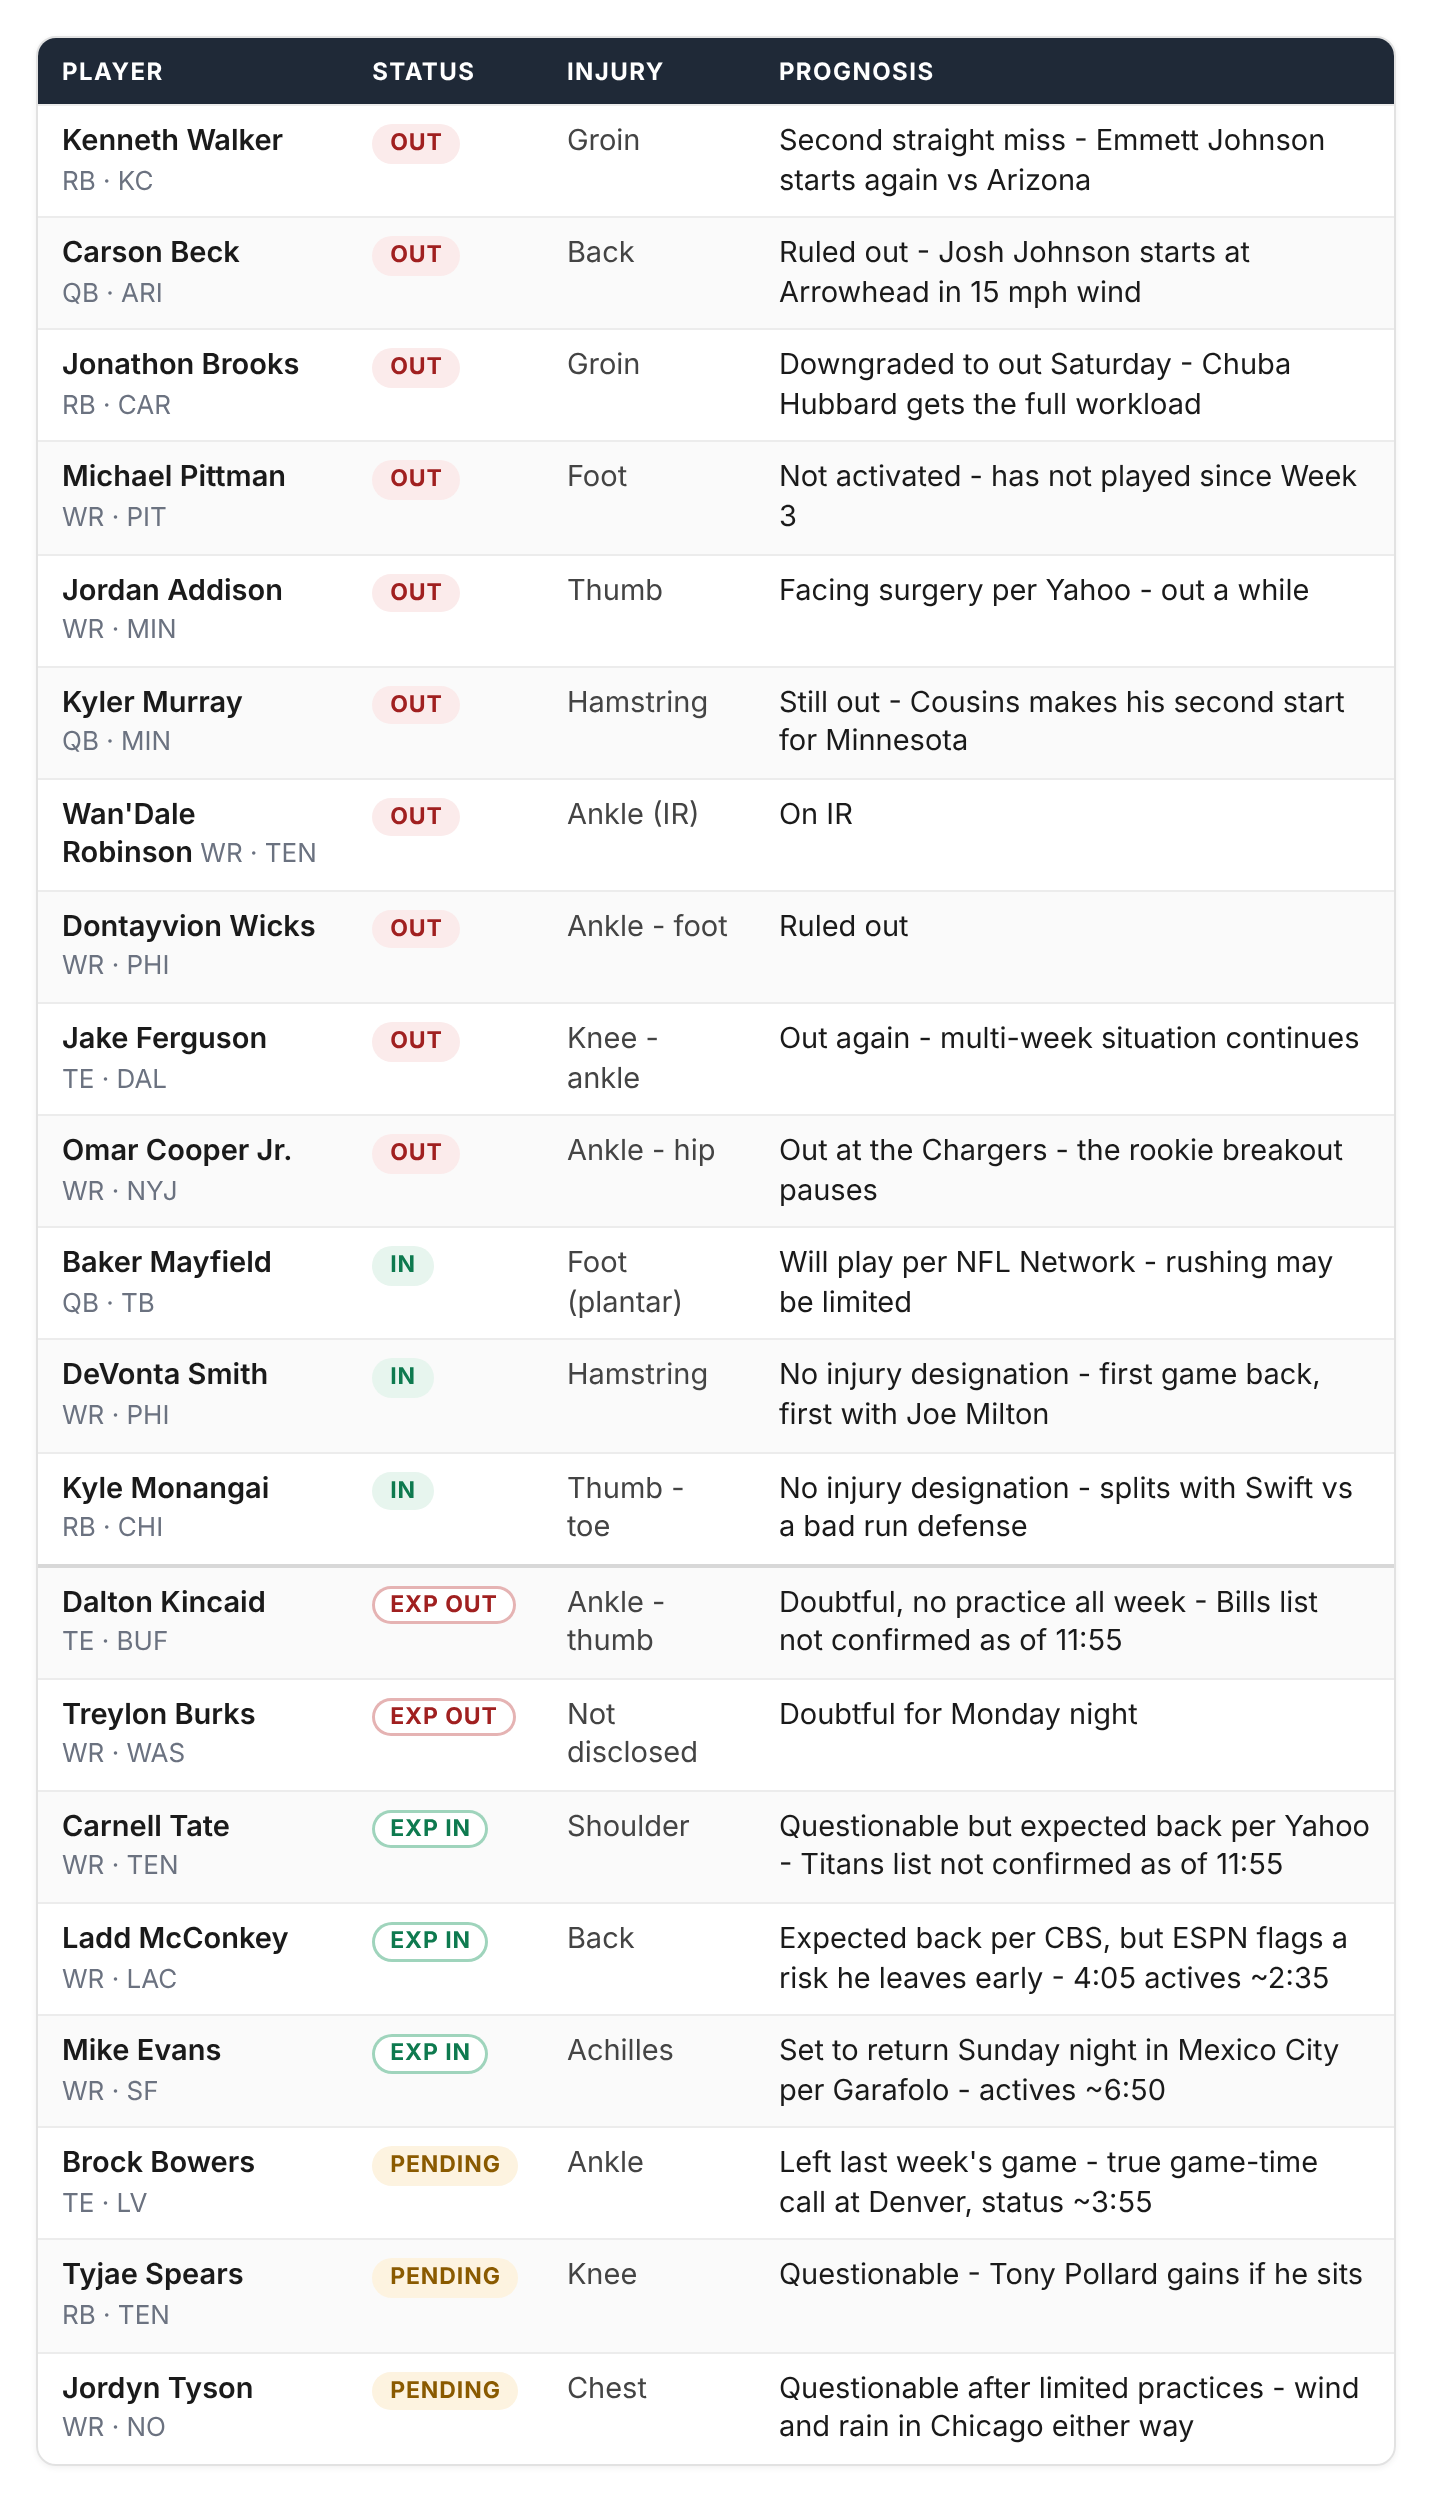 PLAYER STATUS INJURY PROGNOSIS
Kenneth Walker OUT Groin Second straight miss - Emmett Johnson
RB · KC starts again vs Arizona
Carson Beck OUT Back Ruled out - Josh Johnson starts at
QB · ARI Arrowhead in 15 mph wind
Jonathon Brooks OUT Groin Downgraded to out Saturday - Chuba
RB · CAR Hubbard gets the full workload
Michael Pittman OUT Foot Not activated - has not played since Week
WR · PIT 3
Jordan Addison OUT Thumb Facing surgery per Yahoo - out a while
WR · MIN
Kyler Murray OUT Hamstring Still out - Cousins makes his second start
QB · MIN for Minnesota
Wan'Dale OUT Ankle (IR) On IR
Robinson WR · TEN
Dontayvion Wicks OUT Ankle - foot Ruled out
WR · PHI
Jake Ferguson OUT Knee - Out again - multi-week situation continues
TE · DAL ankle
Omar Cooper Jr. OUT Ankle - hip Out at the Chargers - the rookie breakout
WR · NYJ pauses
Baker Mayfield IN Foot Will play per NFL Network - rushing may
QB · TB (plantar) be limited
DeVonta Smith IN Hamstring No injury designation - first game back,
WR · PHI first with Joe Milton
Kyle Monangai IN Thumb - No injury designation - splits with Swift vs
RB · CHI toe a bad run defense
Dalton Kincaid EXP OUT Ankle - Doubtful, no practice all week - Bills list
TE · BUF thumb not confirmed as of 11:55
Treylon Burks EXP OUT Not Doubtful for Monday night
WR · WAS disclosed
Carnell Tate EXP IN Shoulder Questionable but expected back per Yahoo
WR · TEN - Titans list not confirmed as of 11:55
Ladd McConkey EXP IN Back Expected back per CBS, but ESPN flags a
WR · LAC risk he leaves early - 4:05 actives ~2:35
Mike Evans EXP IN Achilles Set to return Sunday night in Mexico City
WR · SF per Garafolo - actives ~6:50
Brock Bowers PENDING Ankle Left last week's game - true game-time
TE · LV call at Denver, status ~3:55
Tyjae Spears PENDING Knee Questionable - Tony Pollard gains if he sits
RB · TEN
Jordyn Tyson PENDING Chest Questionable after limited practices - wind
WR · NO and rain in Chicago either way